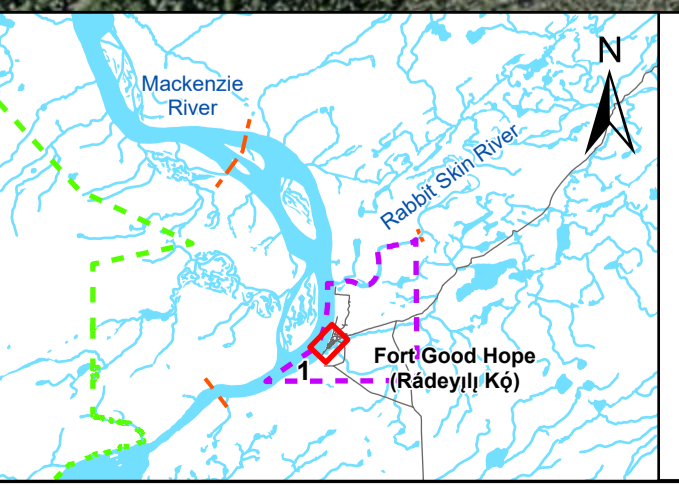 N
Mackenzie
River
Rabbit Skin River
Fort Good Hope
(Rádeyı̨lı̨ Kǫ́)
1